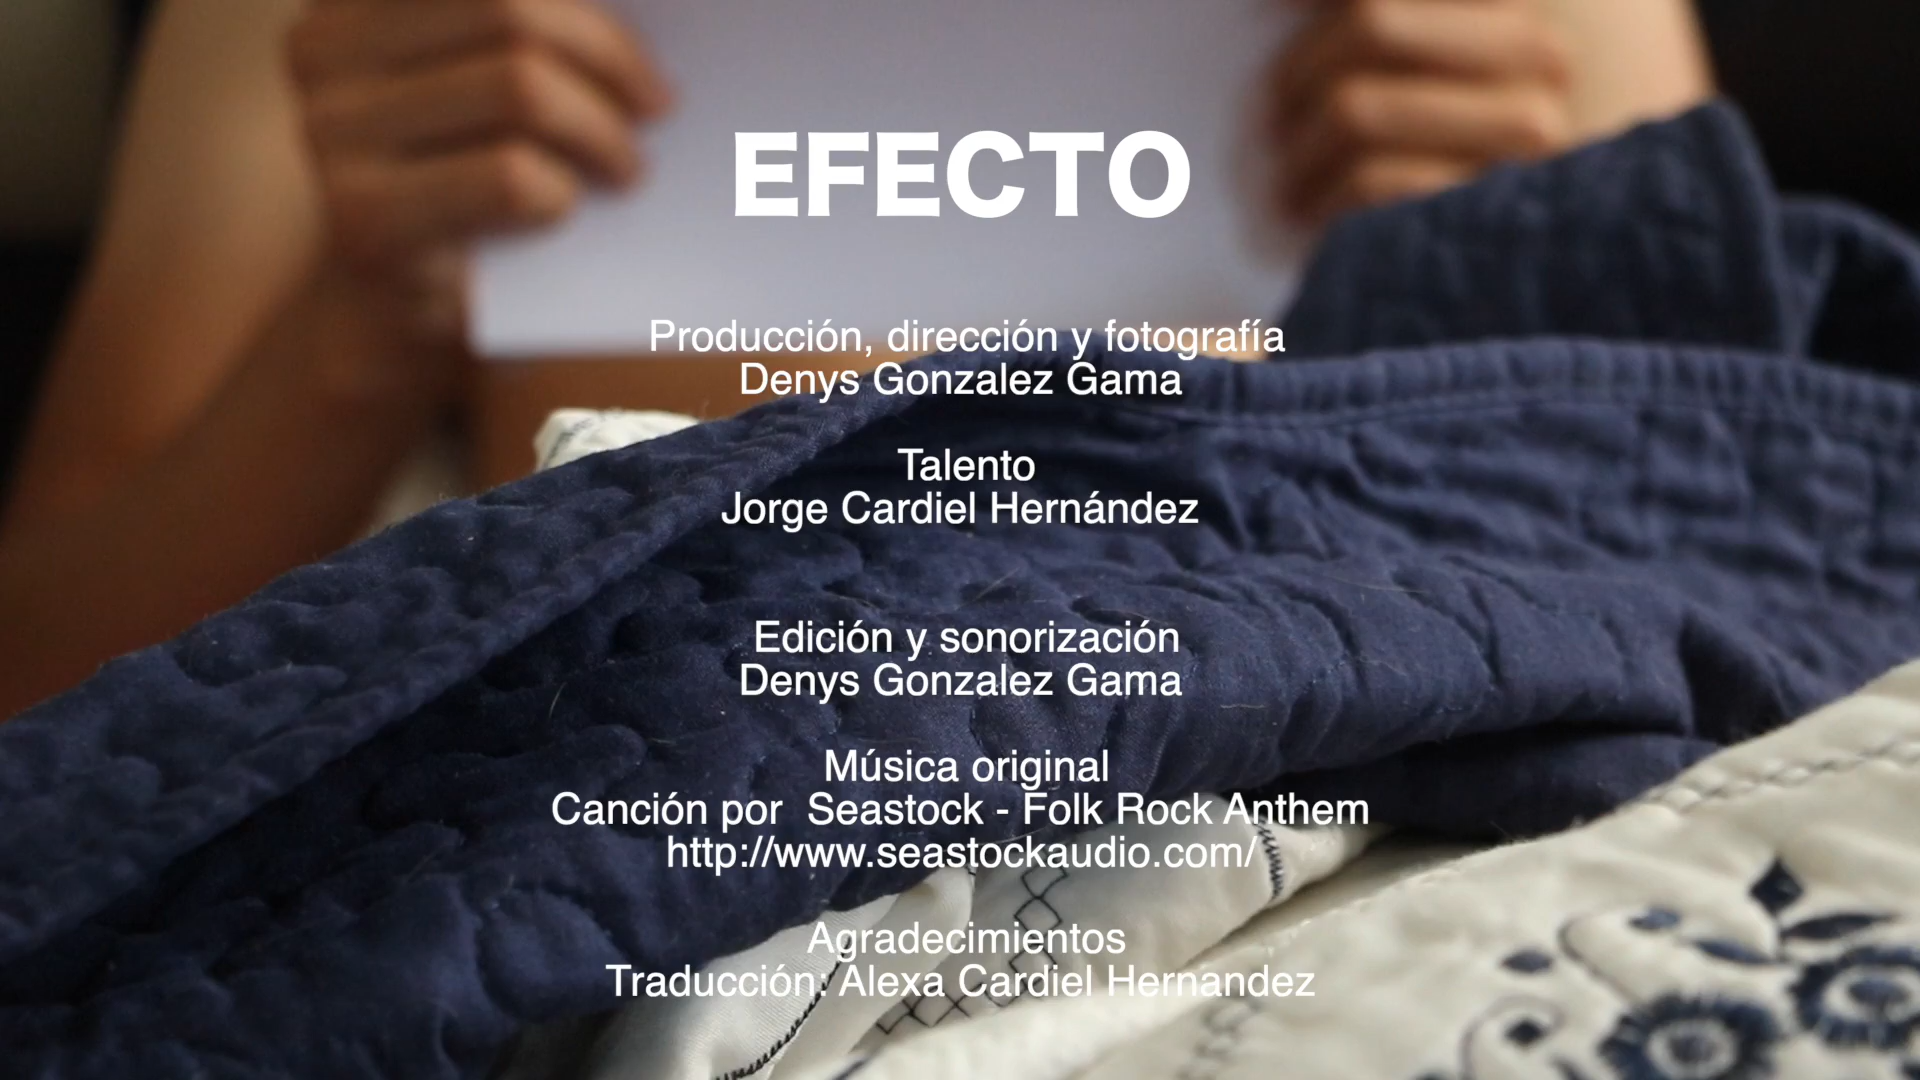 EFECTO
Producción, dirección y fotografía
Denys Gonzalez Gama
Talento
Jorge Cardiel Hernández
Edición y sonorización
Denys Gonzalez Gama
Música original
Canción por  Seastock - Folk Rock Anthem
http://www.seastockaudio.com/
Agradecimientos
Traducción: Alexa Cardiel Hernandez